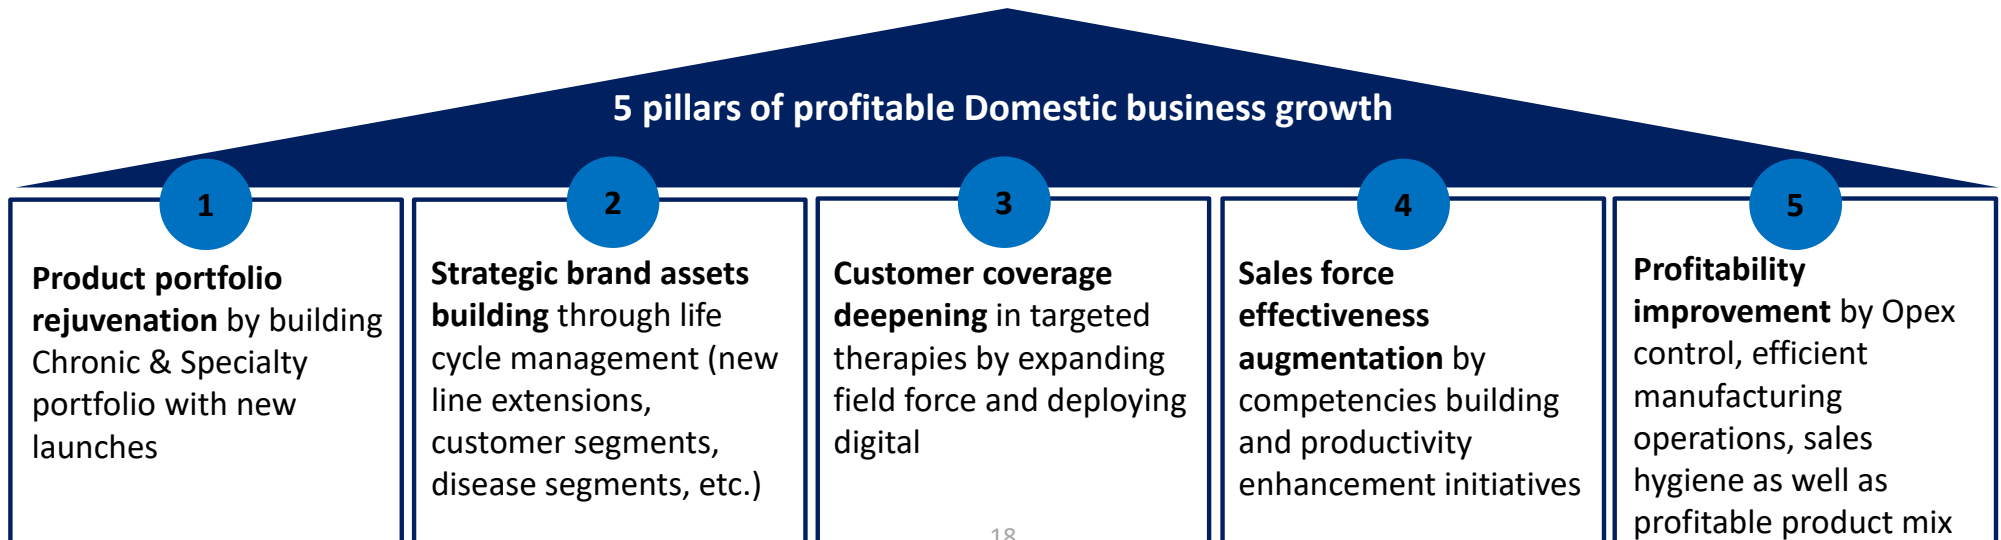 5 pillars of profitable Domestic business growth
1
Product portfolio
rejuvenation by building
Chronic & Specialty
portfolio with new
launches
2
Strategic brand assets
building through life
cycle management (new
line extensions,
customer segments,
disease segments, etc.)
3
Customer coverage
deepening in targeted
therapies by expanding
field force and deploying
digital
4
Sales force
effectiveness
augmentation by
competencies building
and productivity
enhancement initiatives
5
Profitability
improvement by Opex
control, efficient
manufacturing
operations, sales
hygiene as well as
profitable product mix
18